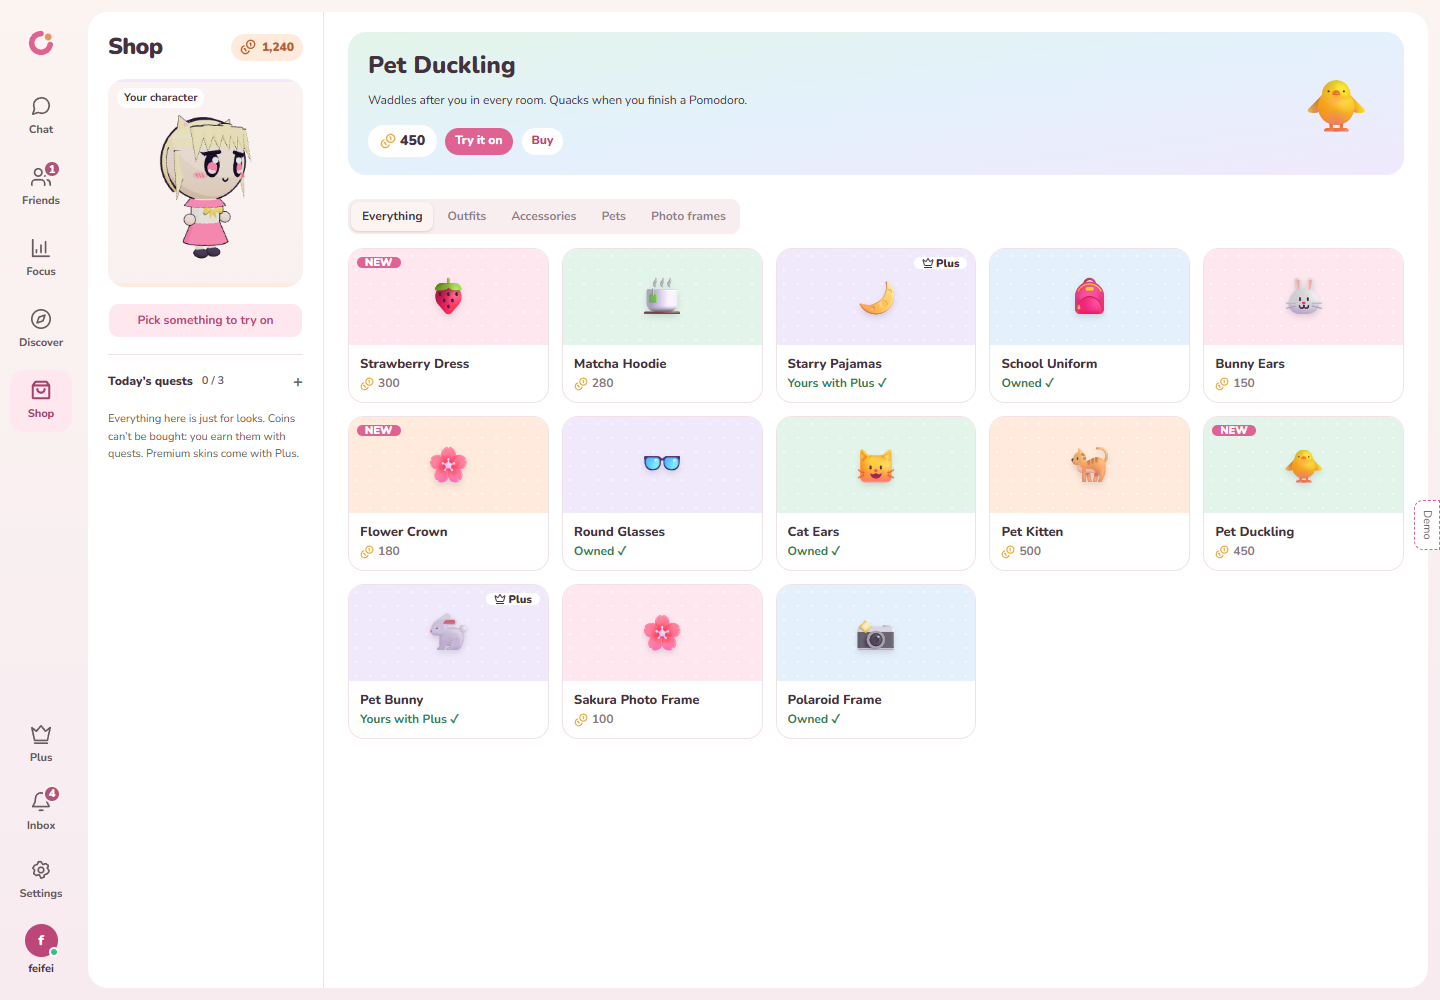 Chat
1
Friends
Focus
Discover
Shop
Plus
4
Inbox
Settings
f
feifei
Shop
1,240
Your character
Pick something to try on
Today's quests 0 / 3 +
Everything here is just for looks. Coins
can't be bought: you earn them with
quests. Premium skins come with Plus.
Pet Duckling
Waddles after you in every room. Quacks when you finish a Pomodoro.
450 Try it on Buy
Everything Outfits Accessories Pets Photo frames
NEW
Strawberry Dress
300
Matcha Hoodie
280
Plus
Starry Pajamas
Yours with Plus ✓
School Uniform
Owned ✓
Bunny Ears
150
NEW
Flower Crown
180
Round Glasses
Owned ✓
Cat Ears
Owned ✓
Pet Kitten
500
NEW
Pet Duckling
450
Plus
Pet Bunny
Yours with Plus ✓
Sakura Photo Frame
100
Polaroid Frame
Owned ✓
Demo